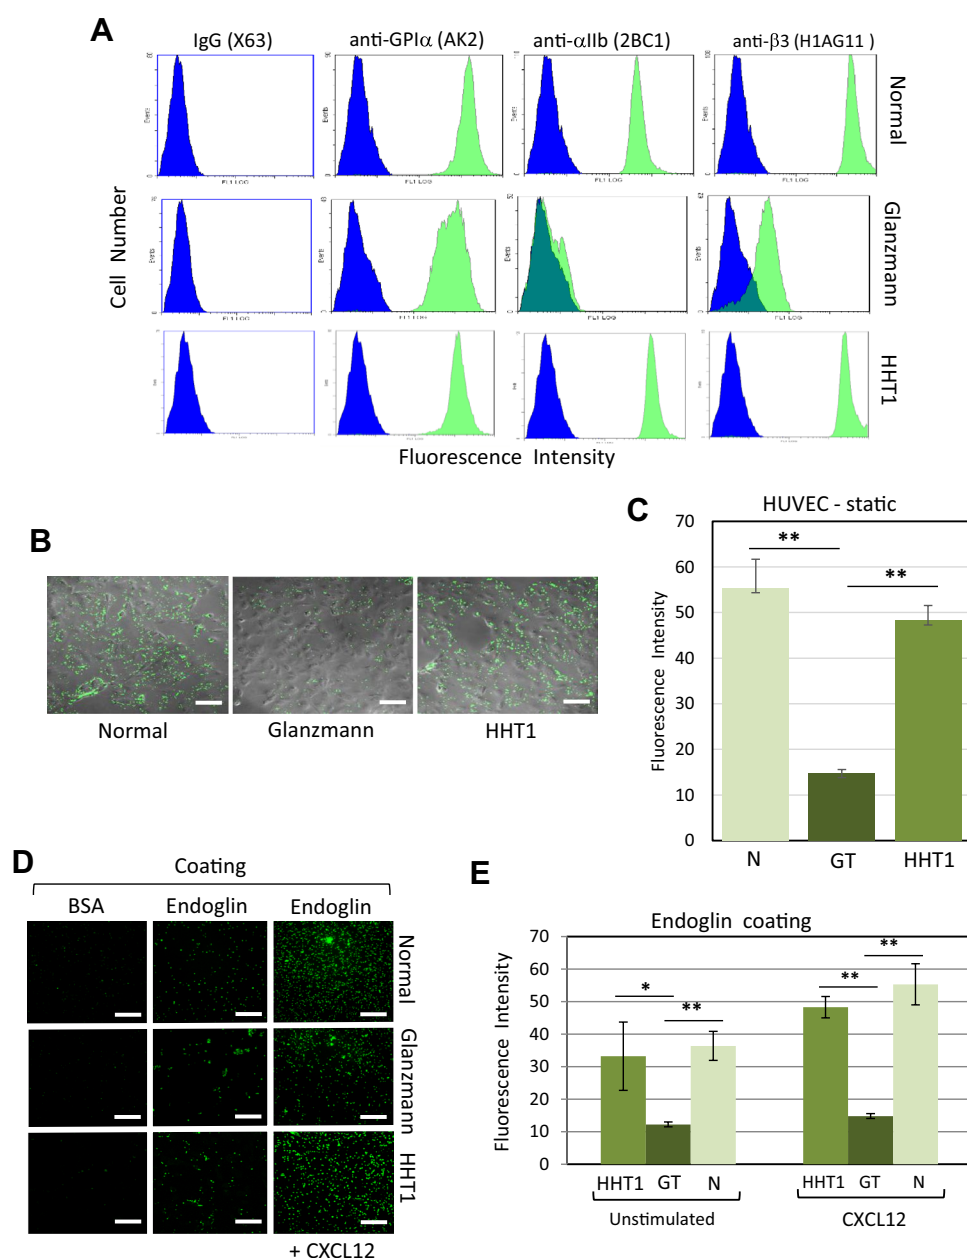 A
IgG (X63)
anti-GPIα (AK2)
anti-αIIb (2BC1)
anti-β3 (H1AG11 )
Cell Number
Events
FL1 LOG
Normal
Glanzmann
HHT1
Fluorescence Intensity
B
Normal
Glanzmann
HHT1
C
HUVEC - static
Fluorescence Intensity
70
60
50
40
30
20
10
0
**
**
N
GT
HHT1
D
Coating
BSA
Endoglin
Endoglin
Normal
Glanzmann
HHT1
+ CXCL12
E
Endoglin coating
Fluorescence Intensity
70
60
50
40
30
20
10
0
*
**
**
**
HHT1 GT N
HHT1 GT N
Unstimulated
CXCL12